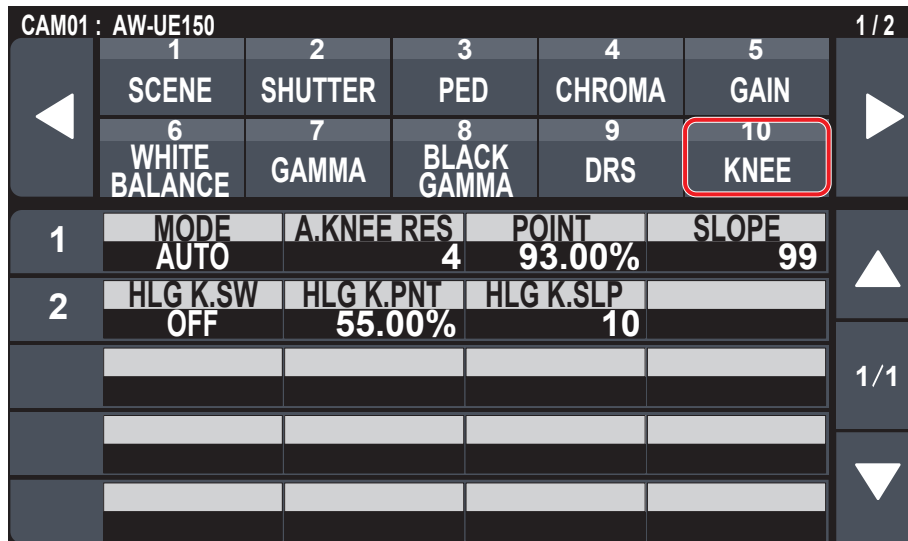 CAM01 : AW-UE150 1 / 2
1 2 3 4 5
SCENE SHUTTER PED CHROMA GAIN
6 7 8 9 10
WHITE BALANCE GAMMA BLACK GAMMA DRS KNEE
1 MODE A.KNEE RES POINT SLOPE
AUTO 4 93.00% 99
2 HLG K.SW HLG K.PNT HLG K.SLP
OFF 55.00% 10
1/1